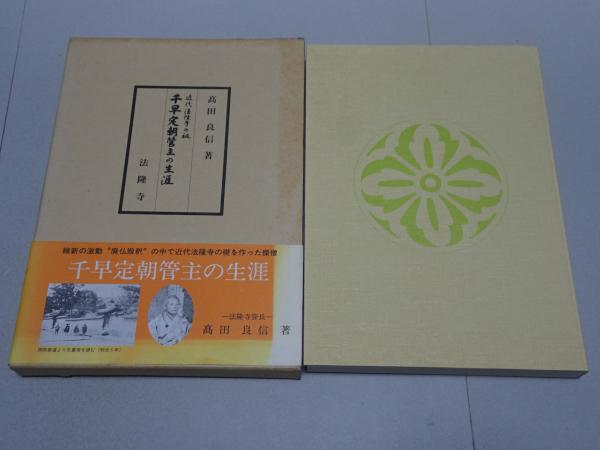 髙田良信著
近代法隆寺の祖
千早定朝管主の生涯
法隆寺
維新の激動“廃仏毀釈”の中で近代法隆寺の礎を作った傑僧
千早定朝管主の生涯
―法隆寺管長―
髙田良信 著